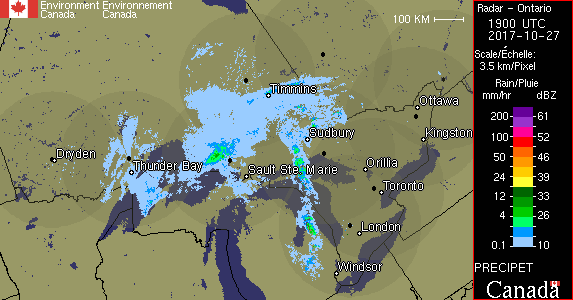 Environment Environnement
Canada Canada
100 KM
Timmins
Ottawa
Sudbury
Kingston
Dryden
Thunder Bay
Sault Ste. Marie
Orillia
Toronto
London
Windsor
Radar - Ontario
1900 UTC
2017-10-27
Scale/Échelle:
3.5 km/Pixel
Rain/Pluie
mm/hr dBZ
200 61
100 52
50 46
24 39
12 33
4 26
0.1 10
PRECIPET
Canada